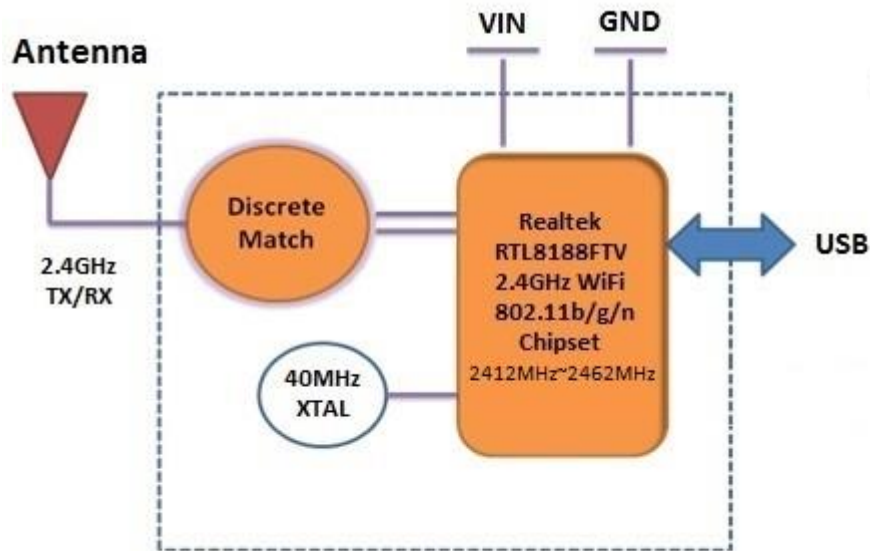 VIN
GND
Antenna
Discrete
Match
2.4GHz
TX/RX
Realtek
RTL8188FTV
2.4GHz WiFi
802.11b/g/n
Chipset
2412MHz~2462MHz
USB
40MHz
XTAL